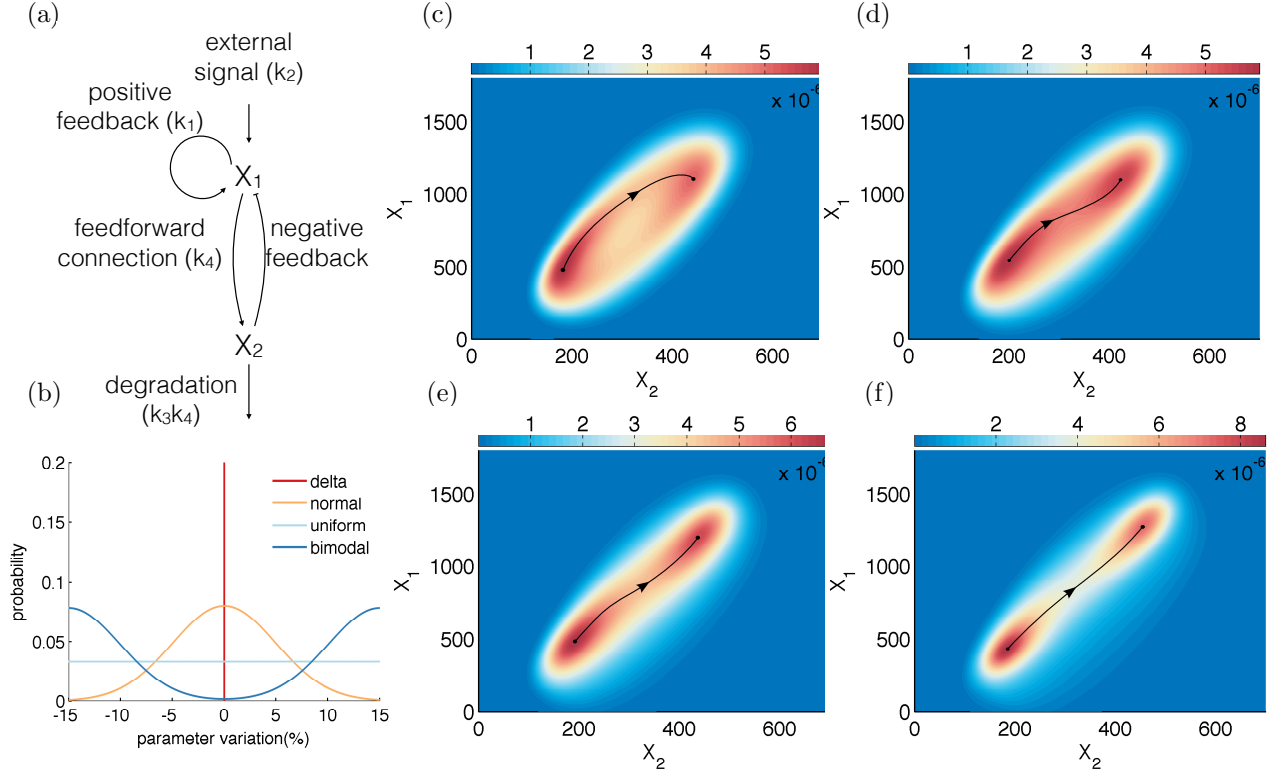 (a)
external
signal (k2)
positive
feedback (k1)
X1
feedforward
connection (k4)
negative
feedback
X2
degradation
(k3k4)
(b)
0.2
0.15
0.1
0.05
0
probability
-15
-10
-5
0
5
10
15
parameter variation(%)
delta
normal
uniform
bimodal
(c)
1
2
3
4
5
x 10-6
1500
1000
500
0
X1
0
200
400
600
X2
(d)
1
2
3
4
5
x 10-6
1500
1000
500
0
X1
0
200
400
600
X2
(e)
1
2
3
4
5
6
x 10-6
1500
1000
500
0
X1
0
200
400
600
X2
(f)
2
4
6
8
x 10-6
1500
1000
500
0
X1
0
200
400
600
X2